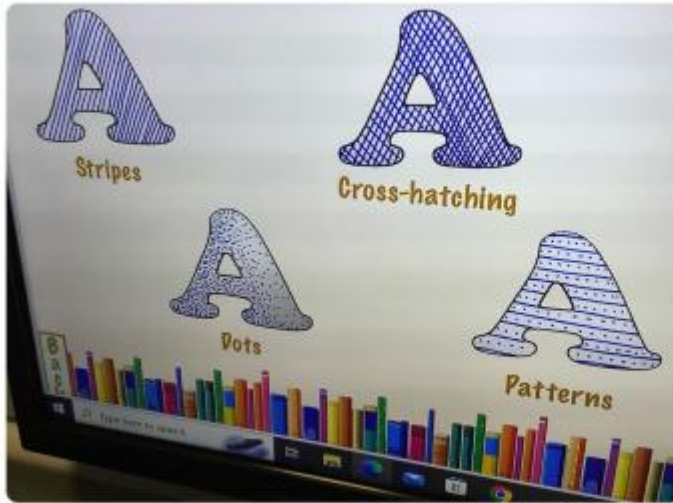 A
A
Stripes
Cross-hatching
A
A
Dots
Patterns
Type here to search